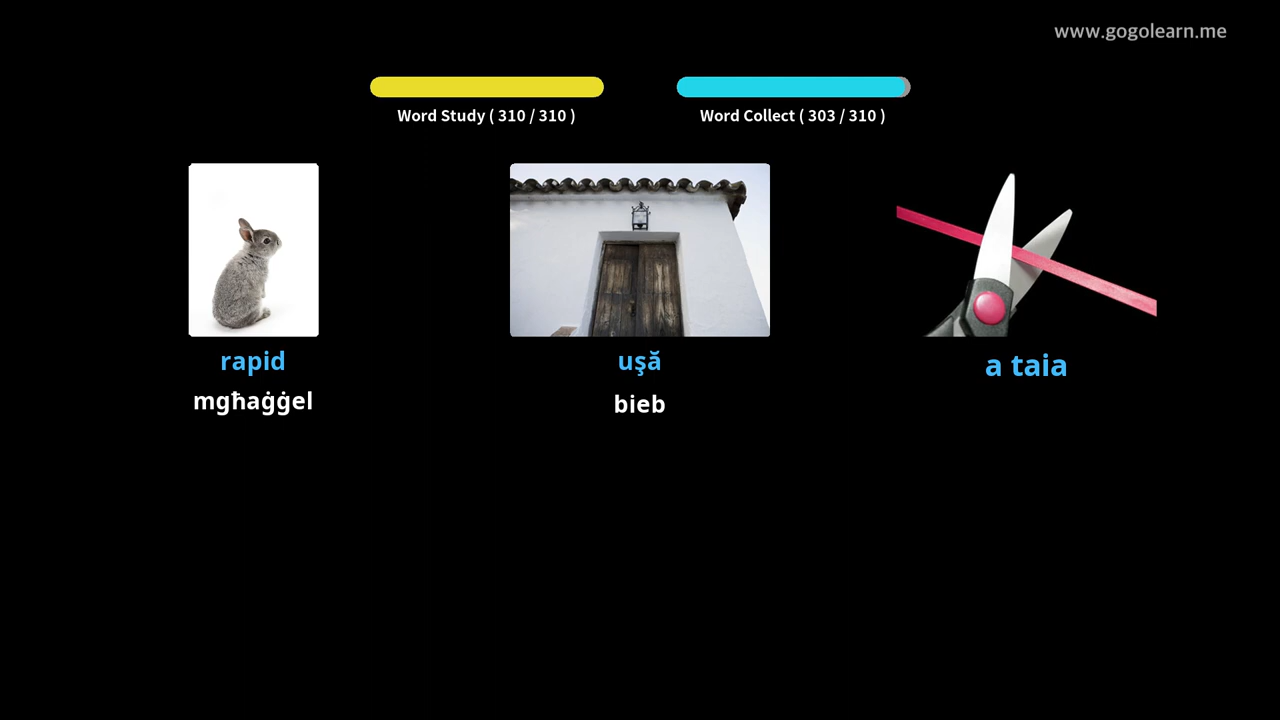 www.gogolearn.me
Word Study ( 310 / 310 )
Word Collect ( 303 / 310 )
rapid
mgħaġġel
uşă
bieb
a taia